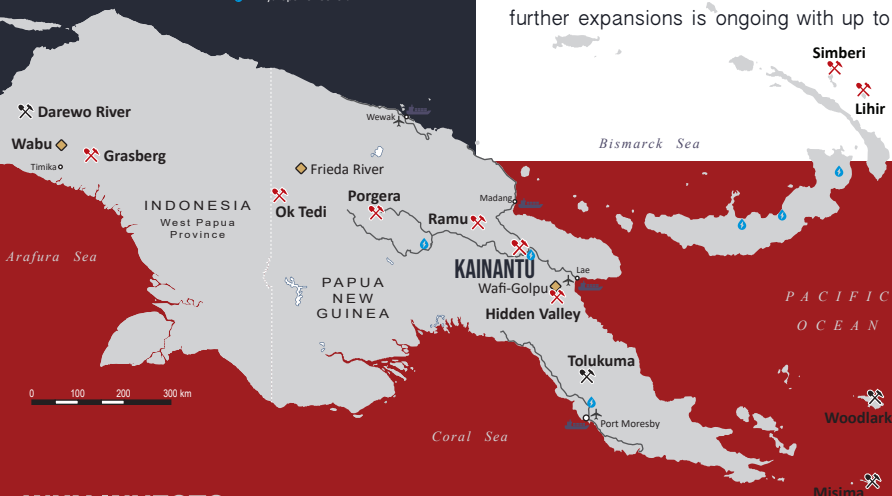 further expansions is ongoing with up to
Simberi
Lihir
Bismarck Sea
Wewak
Darewo River
Wabu
Grasberg
Timika
Frieda River
INDONESIA
West Papua
Province
Ok Tedi
Porgera
Ramu
Madang
Arafura Sea
KAINANTU
Lae
Wafi-Golpu
Hidden Valley
PAPUA
NEW
GUINEA
PACIFIC
OCEAN
Tolukuma
0 100 200 300 km
Port Moresby
Coral Sea
Woodlark
Misima